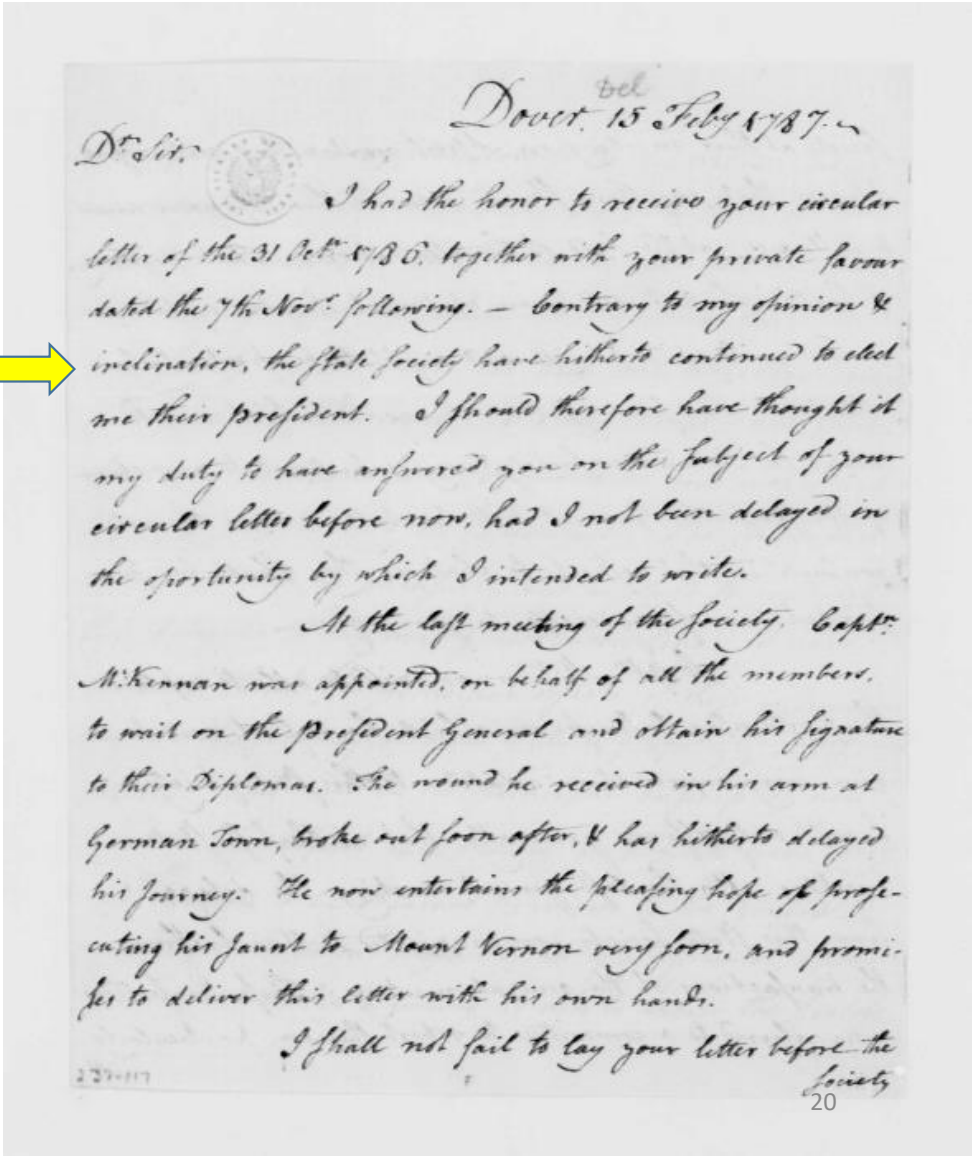 Del
Dover. 15 Feby 1787.
Dr. Sir.
I had the honor to receive your circular
letter of the 31 Octr. 1786. together with your private favour
dated the 7th Novr. following. — Contrary to my opinion &
inclination, the State Society have hitherto continued to elect
me their president. I should therefore have thought it
my duty to have answered you on the subject of your
circular letter before now, had I not been delayed in
the oportunity by which I intended to write.
At the last meeting of the Society. Captn.
McKennan was appointed, on behalf of all the members,
to wait on the President General and obtain his signature
to their Diplomas. The wound he received in his arm at
German Town, broke out soon after, & has hitherto delayed
his Journey. He now entertains the pleasing hope of prose-
cuting his Jaunt to Mount Vernon very soon, and promi-
ses to deliver this letter with his own hands.
I shall not fail to lay your letter before the
Society
20